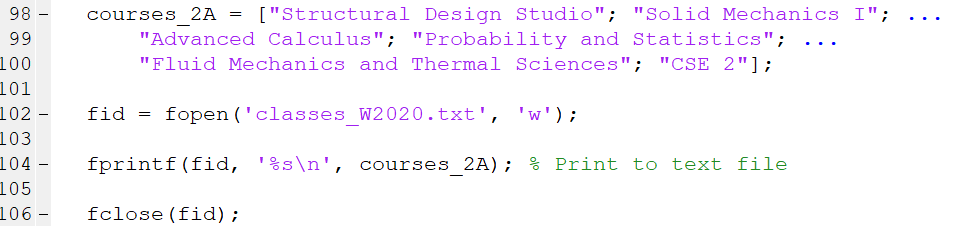 98 - courses_2A = ["Structural Design Studio"; "Solid Mechanics I"; ...
99 "Advanced Calculus"; "Probability and Statistics"; ...
100 "Fluid Mechanics and Thermal Sciences"; "CSE 2"];
101
102 - fid = fopen('classes_W2020.txt', 'w');
103
104 - fprintf(fid, '%s\n', courses_2A); % Print to text file
105
106 - fclose(fid);